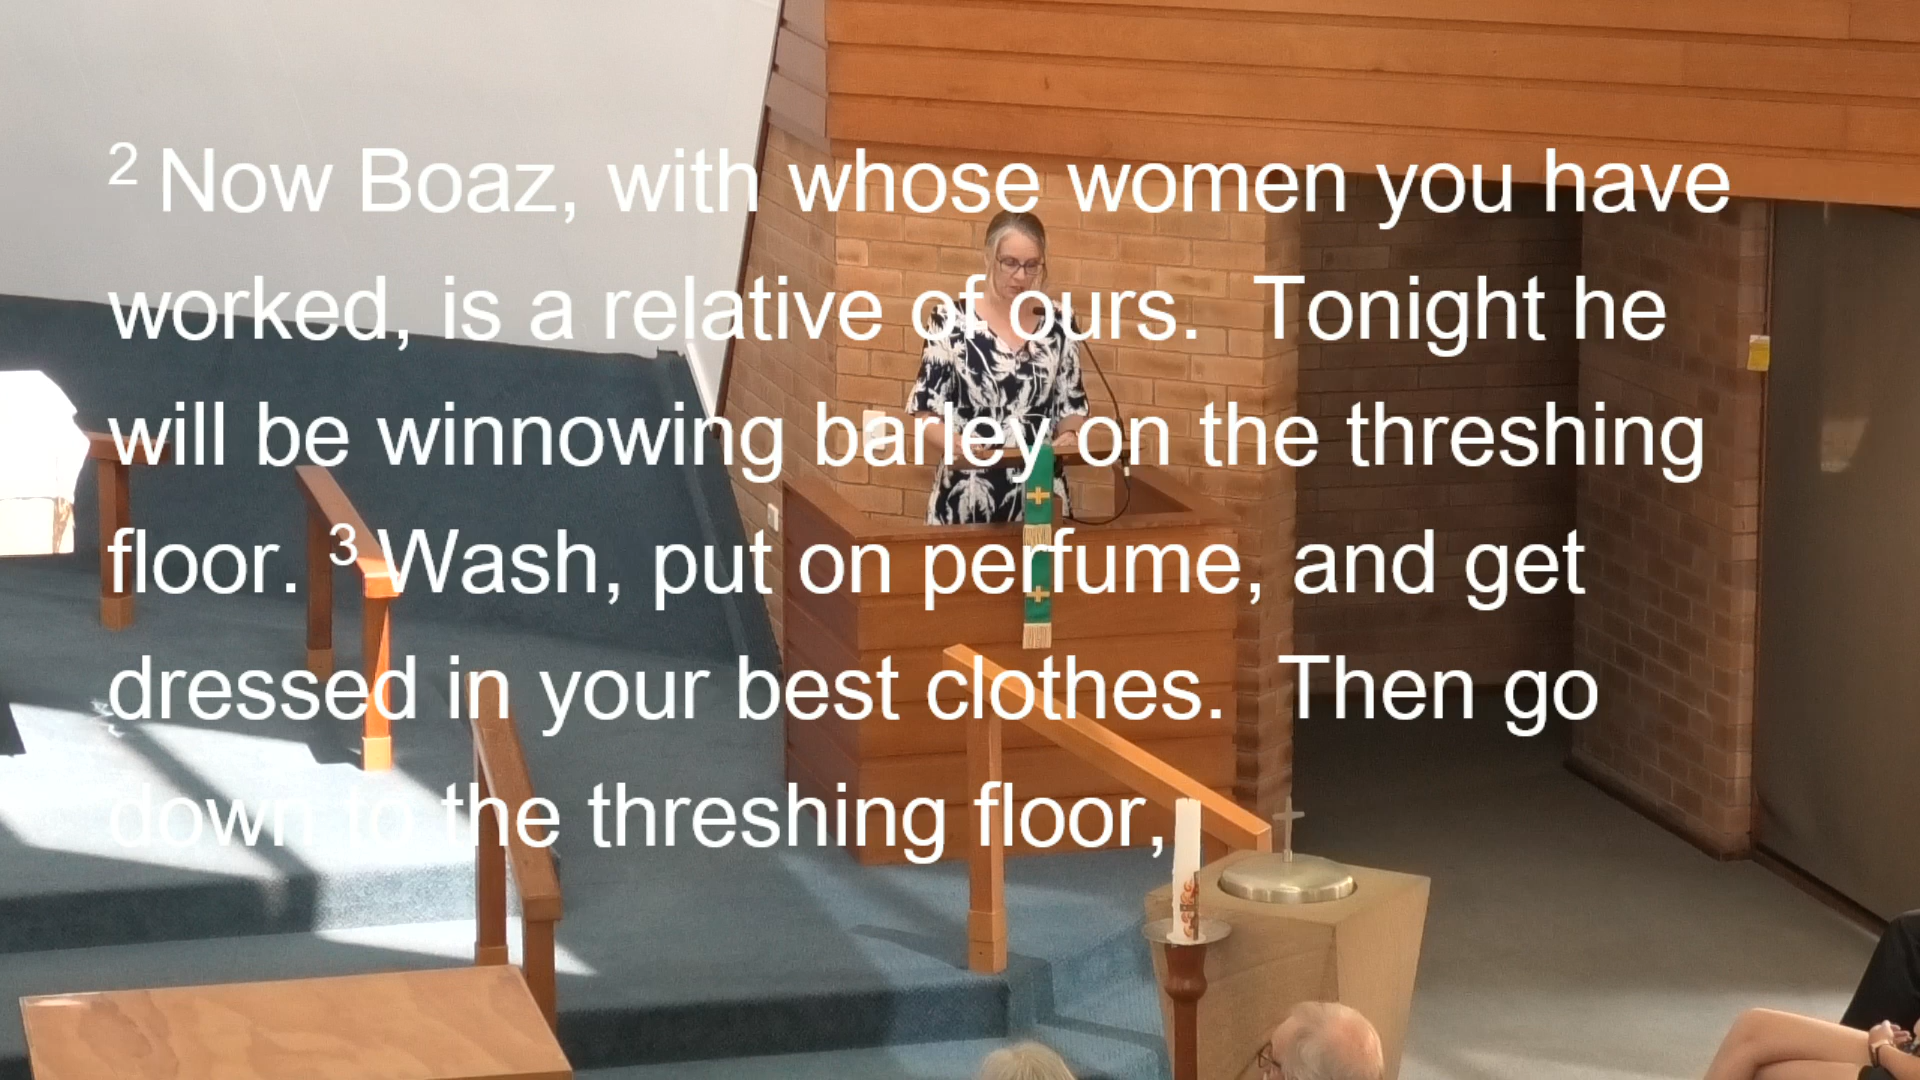 2 Now Boaz, with whose women you have
worked, is a relative of ours. Tonight he
will be winnowing barley on the threshing
floor. 3 Wash, put on perfume, and get
dressed in your best clothes. Then go
down to the threshing floor,